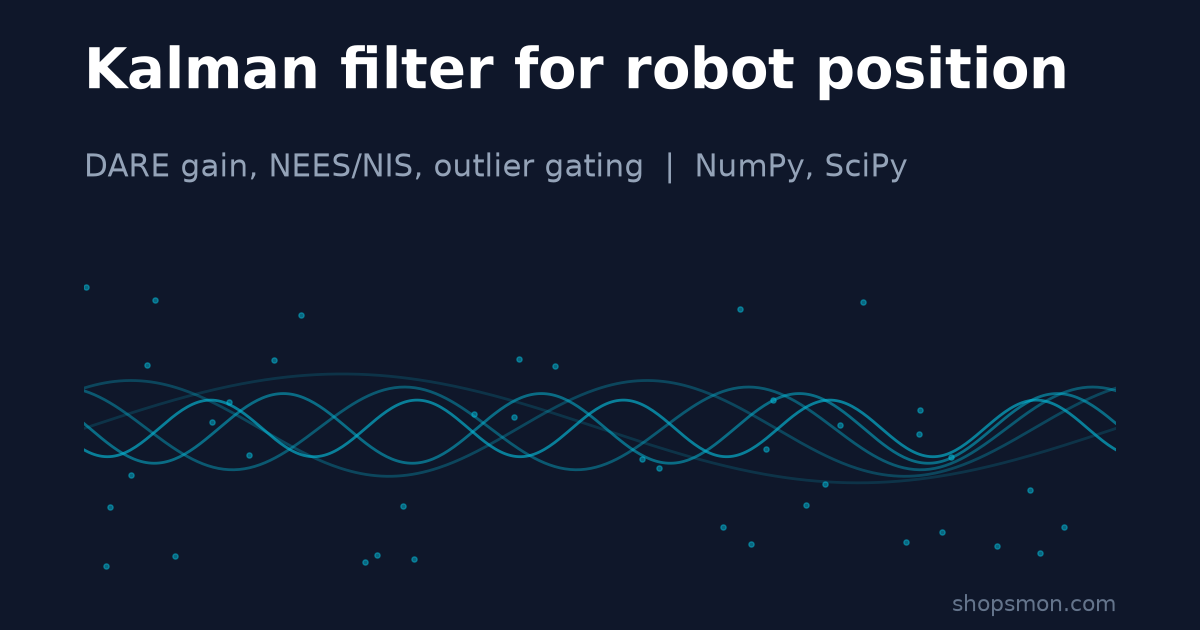 Kalman filter for robot position
DARE gain, NEES/NIS, outlier gating | NumPy, SciPy
shopsmon.com